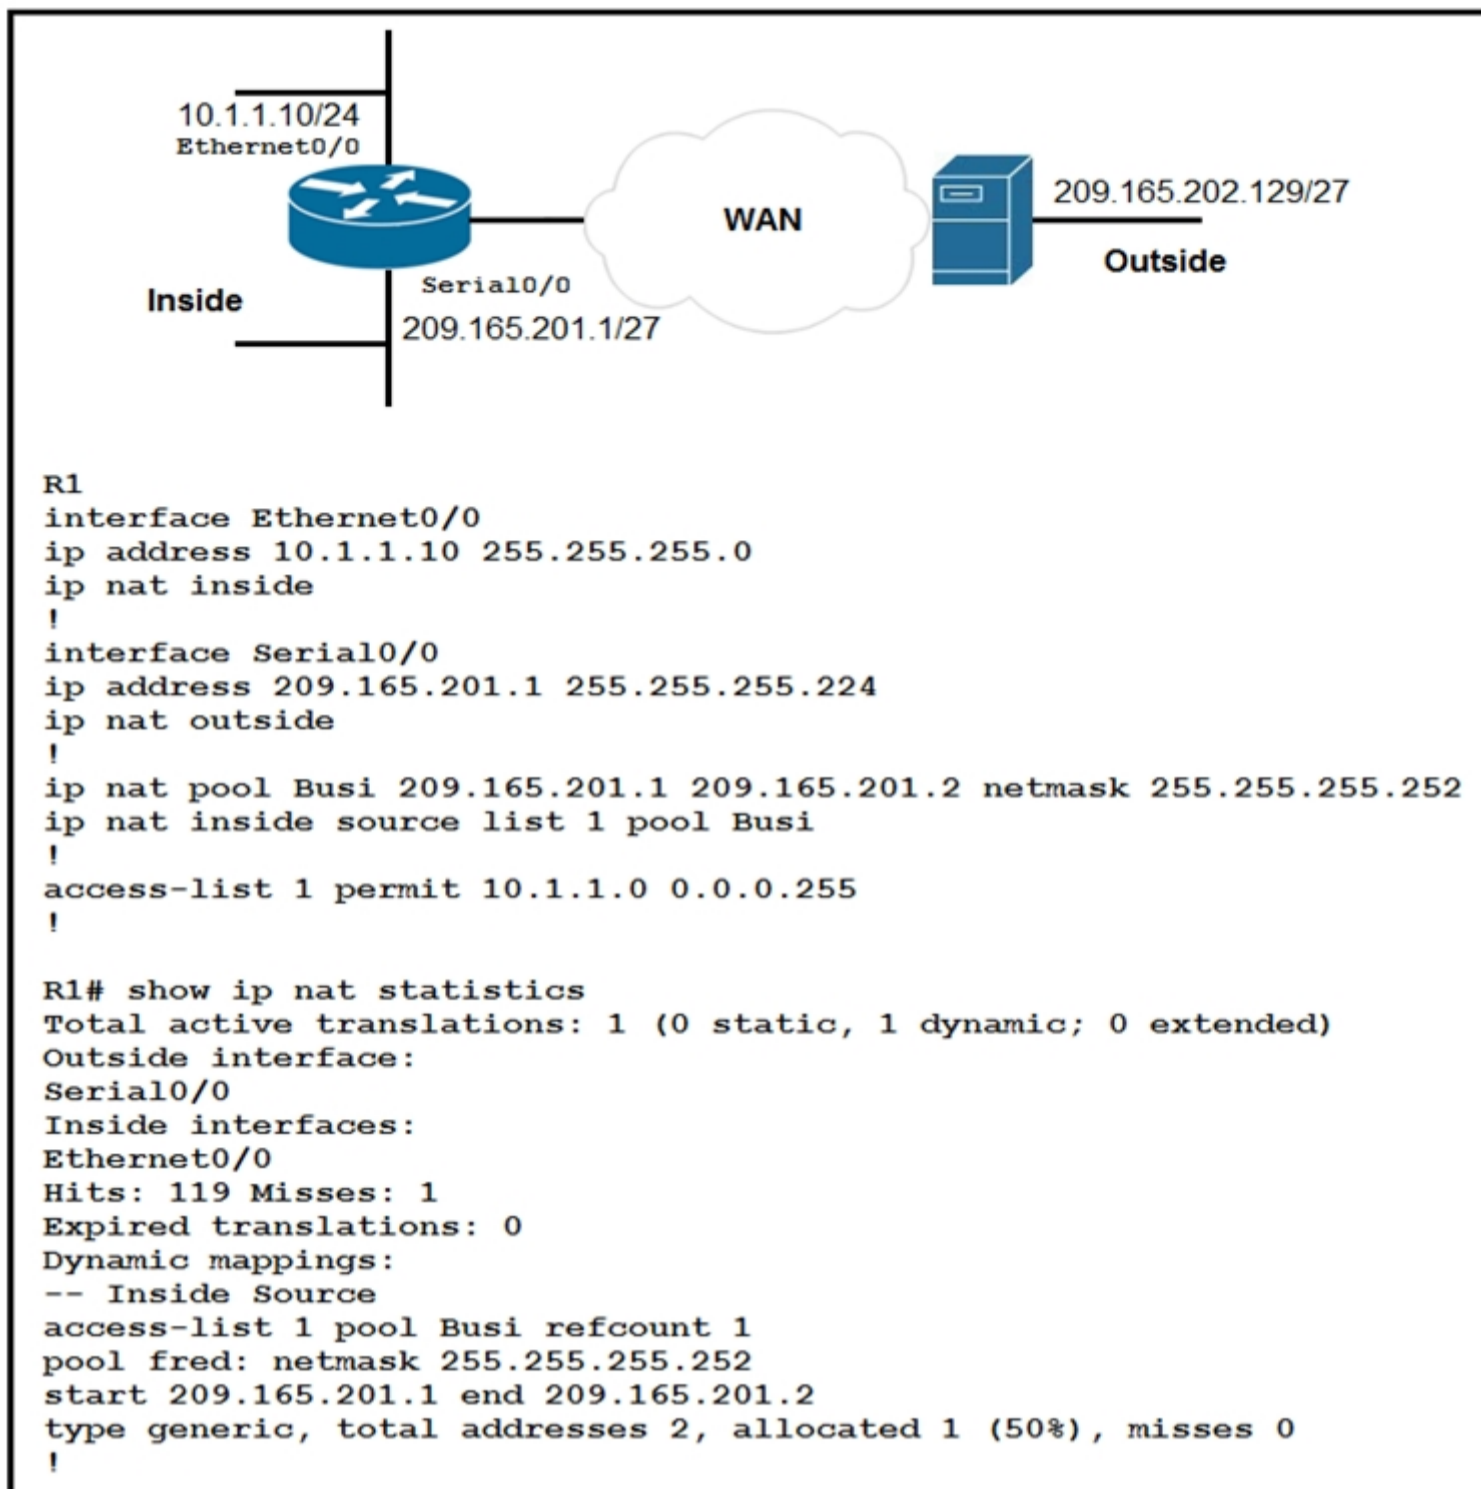 10.1.1.10/24
Ethernet0/0
WAN
209.165.202.129/27
Outside
Inside
Serial0/0
209.165.201.1/27
R1
interface Ethernet0/0
ip address 10.1.1.10 255.255.255.0
ip nat inside
!
interface Serial0/0
ip address 209.165.201.1 255.255.255.224
ip nat outside
!
ip nat pool Busi 209.165.201.1 209.165.201.2 netmask 255.255.255.252
ip nat inside source list 1 pool Busi
!
access-list 1 permit 10.1.1.0 0.0.0.255
!
R1# show ip nat statistics
Total active translations: 1 (0 static, 1 dynamic; 0 extended)
Outside interface:
Serial0/0
Inside interfaces:
Ethernet0/0
Hits: 119 Misses: 1
Expired translations: 0
Dynamic mappings:
-- Inside Source
access-list 1 pool Busi refcount 1
pool fred: netmask 255.255.255.252
start 209.165.201.1 end 209.165.201.2
type generic, total addresses 2, allocated 1 (50%), misses 0
!